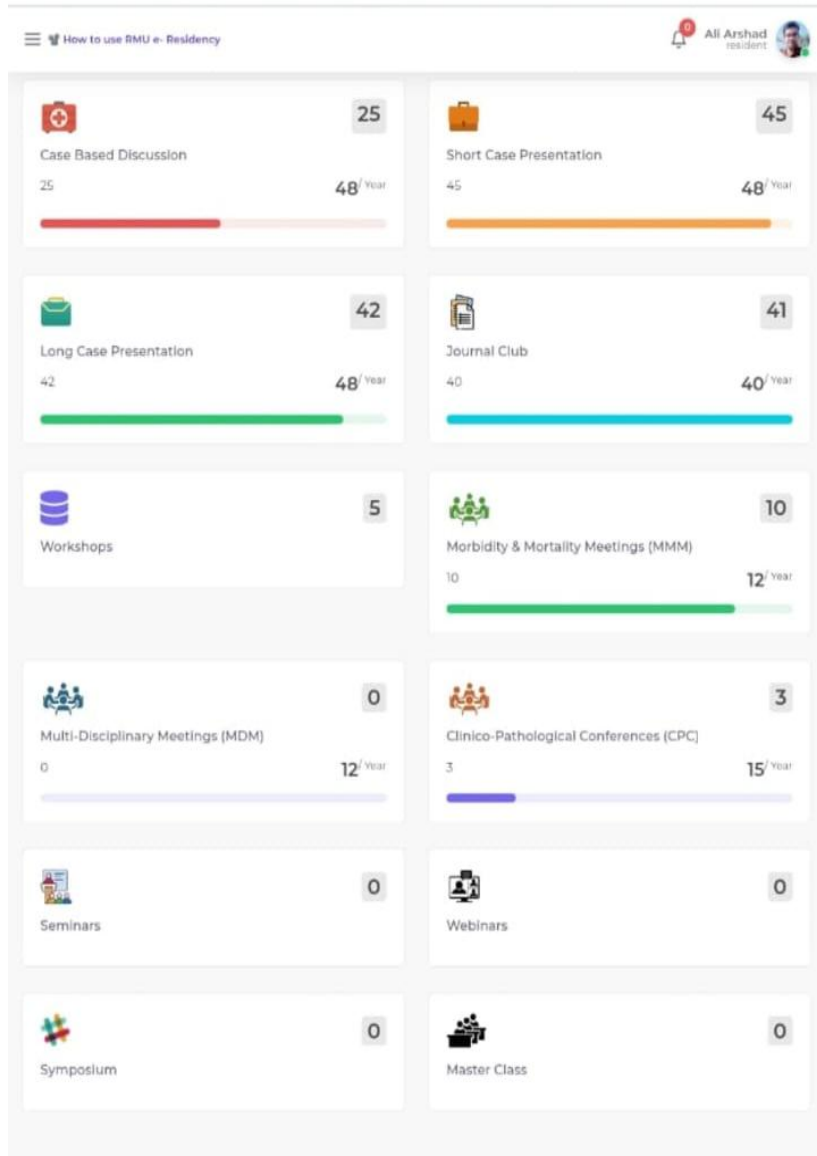 How to use RMU e- Residency
0
Ali Arshad
resident
25
Case Based Discussion
25 48/ Year
45
Short Case Presentation
45 48/ Year
42
Long Case Presentation
42 48/ Year
41
Journal Club
40 40/ Year
5
Workshops
10
Morbidity & Mortality Meetings (MMM)
10 12/ Year
0
Multi-Disciplinary Meetings (MDM)
0 12/ Year
3
Clinico-Pathological Conferences (CPC)
3 15/ Year
0
Seminars
0
Webinars
0
Symposium
0
Master Class